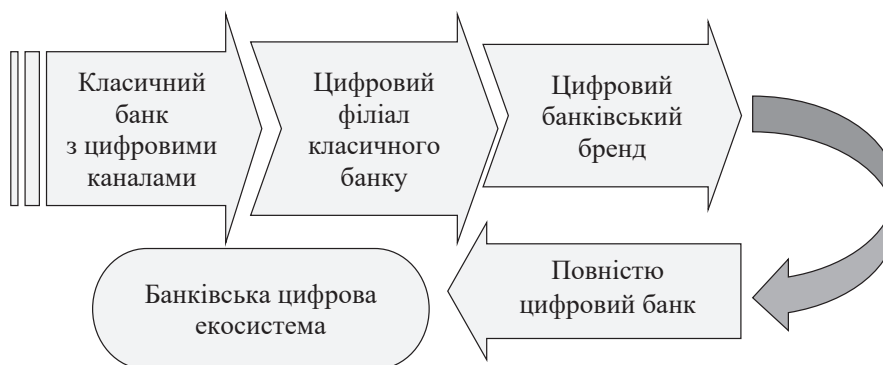 Класичний
банк
з цифровими
каналами
Цифровий
філіал
класичного
банку
Цифровий
банківський
бренд
Повністю
цифровий банк
Банківська цифрова
екосистема